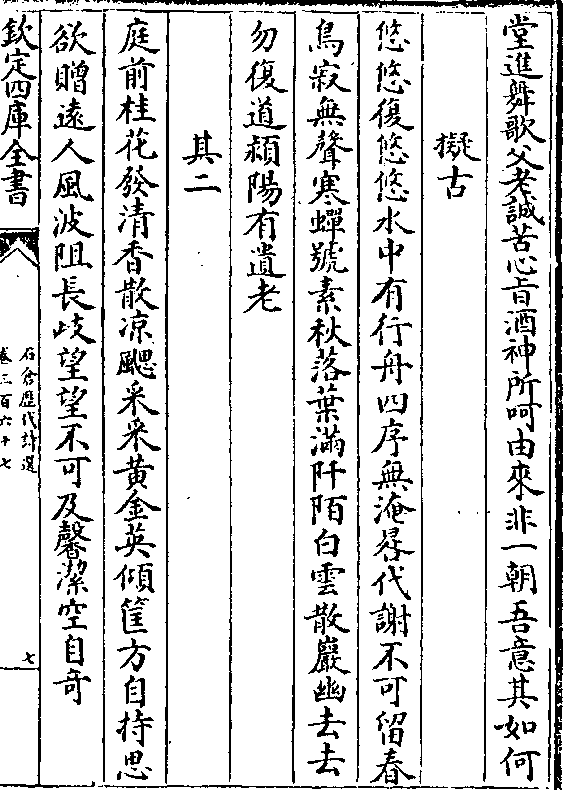 堂進舞歌父老誠苦心旨酒神所呵由來非一朝吾意其如何
擬古
悠悠復悠悠水中有行舟四序無淹晷代謝不可留春
鳥寂無聲寒蟬號素秋落葉滿阡陌白雲散巖幽去去
勿復道潁陽有遺老
其二
庭前桂花發清香散凉颸采采黃金英傾筐方自持思
欲贈遠人風波阻長歧望望不可及馨潔空自奇
欽定四庫全書
石倉歷代詩選
卷三百六十七
七